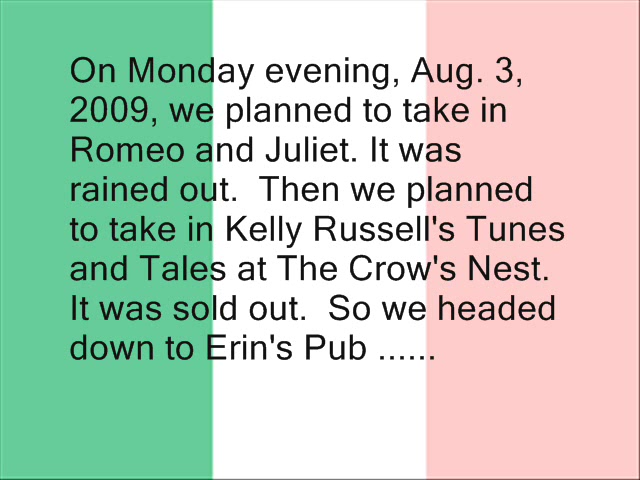 On Monday evening, Aug. 3,
2009, we planned to take in
Romeo and Juliet. It was
rained out.  Then we planned
to take in Kelly Russell's Tunes
and Tales at The Crow's Nest.
It was sold out.  So we headed
down to Erin's Pub ......